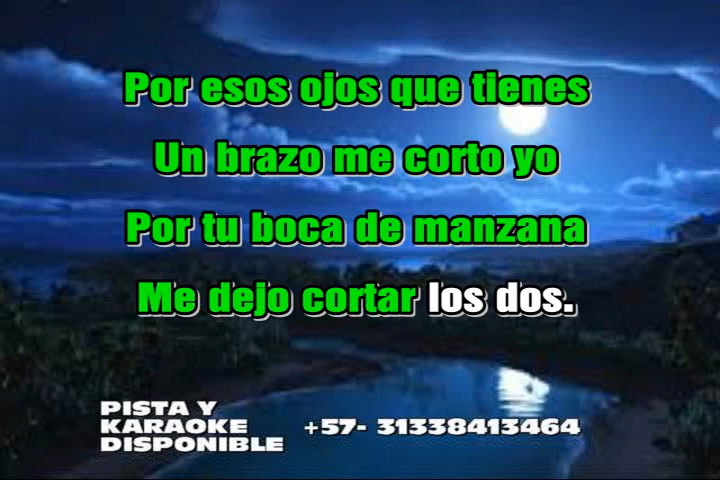 Por esos ojos que tienes
Un brazo me corto yo
Por tu boca de manzana
Me dejo cortar los dos.
PISTA Y
KARAOKE
DISPONIBLE
+57- 31338413464